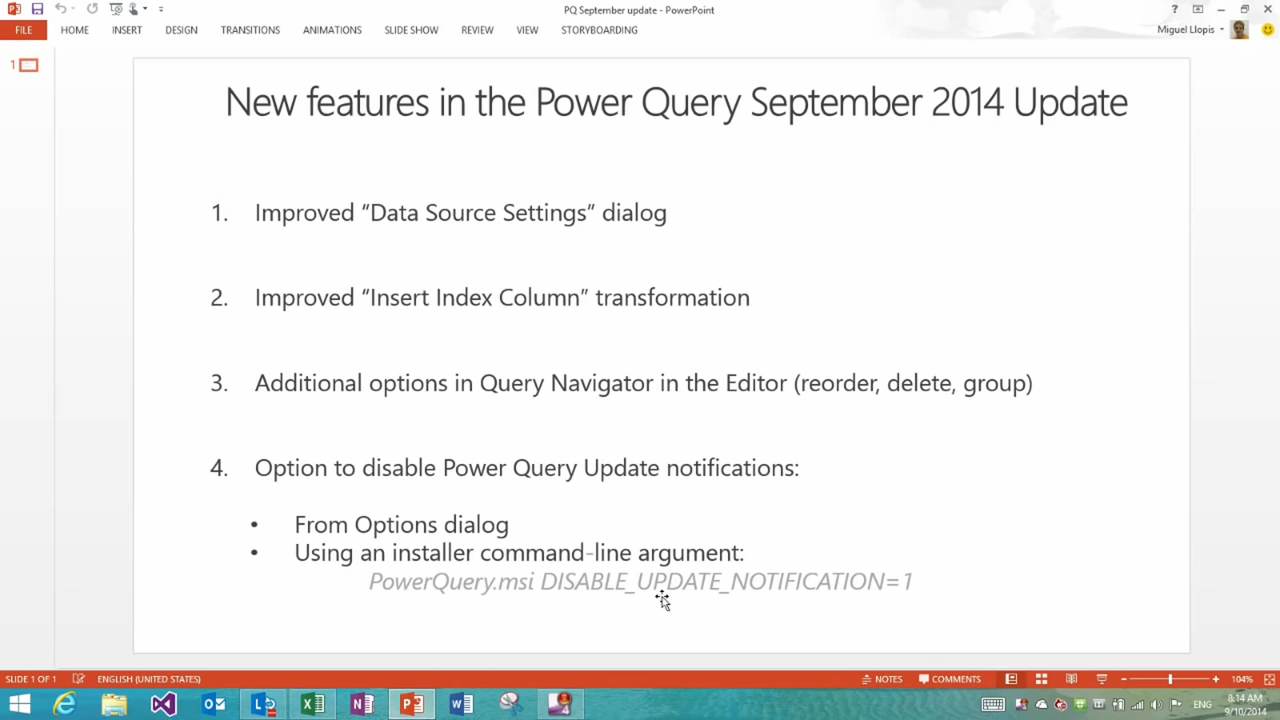 PQ September update - PowerPoint
?
FILE
HOME
INSERT
DESIGN
TRANSITIONS
ANIMATIONS
SLIDE SHOW
REVIEW
VIEW
STORYBOARDING
Miguel Llopis
1
New features in the Power Query September 2014 Update
1. Improved “Data Source Settings” dialog
2. Improved “Insert Index Column” transformation
3. Additional options in Query Navigator in the Editor (reorder, delete, group)
4. Option to disable Power Query Update notifications:
• From Options dialog
• Using an installer command-line argument:
PowerQuery.msi DISABLE_UPDATE_NOTIFICATION=1
SLIDE 1 OF 1
ENGLISH (UNITED STATES)
NOTES
COMMENTS
104%
ENG
8:14 AM
9/10/2014